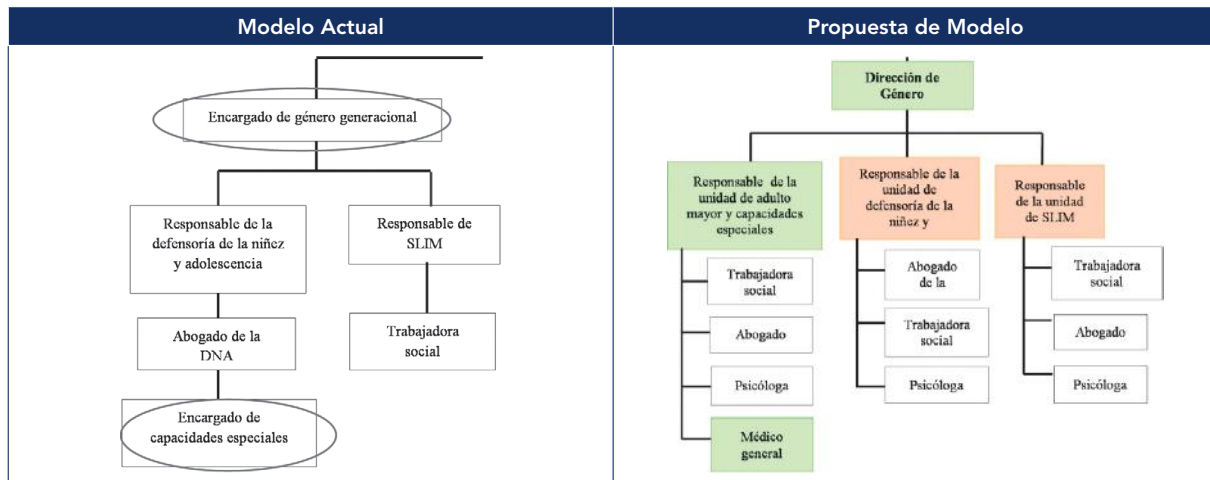 Modelo Actual
Propuesta de Modelo
Encargado de género generacional
Responsable de la
defensoría de la niñez
y adolescencia
Responsable de
SLIM
Abogado de la
DNA
Trabajadora
social
Encargado de
capacidades especiales
Dirección de
Género
Responsable de la
unidad de adulto
mayor y capacidades
especiales
Responsable de la
unidad de
defensoría de la
niñez y
Responsable
de la unidad
de SLIM
Trabajadora
social
Abogado
Psicóloga
Médico
general
Abogado
de la
Trabajadora
social
Psicóloga
Trabajadora
social
Abogado
Psicóloga